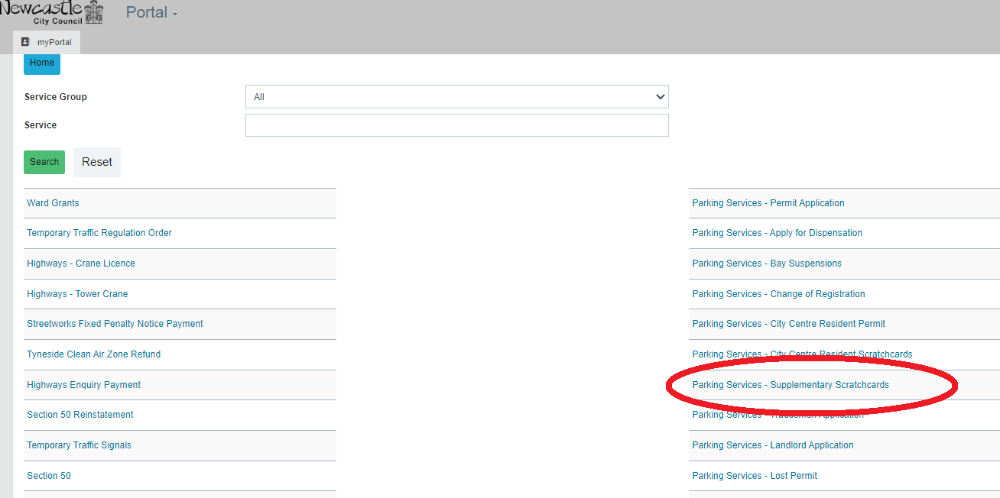 Newcastle
City Council
Portal
myPortal
Home
Service Group
All
Service
Search
Reset
Ward Grants
Temporary Traffic Regulation Order
Highways - Crane Licence
Highways - Tower Crane
Streetworks Fixed Penalty Notice Payment
Tyneside Clean Air Zone Refund
Highways Enquiry Payment
Section 50 Reinstatement
Temporary Traffic Signals
Section 50
Parking Services - Permit Application
Parking Services - Apply for Dispensation
Parking Services - Bay Suspensions
Parking Services - Change of Registration
Parking Services - City Centre Resident Permit
Parking Services - City Centre Resident Scratchcards
Parking Services - Supplementary Scratchcards
Parking Services - Tradesmen Application
Parking Services - Landlord Application
Parking Services - Lost Permit